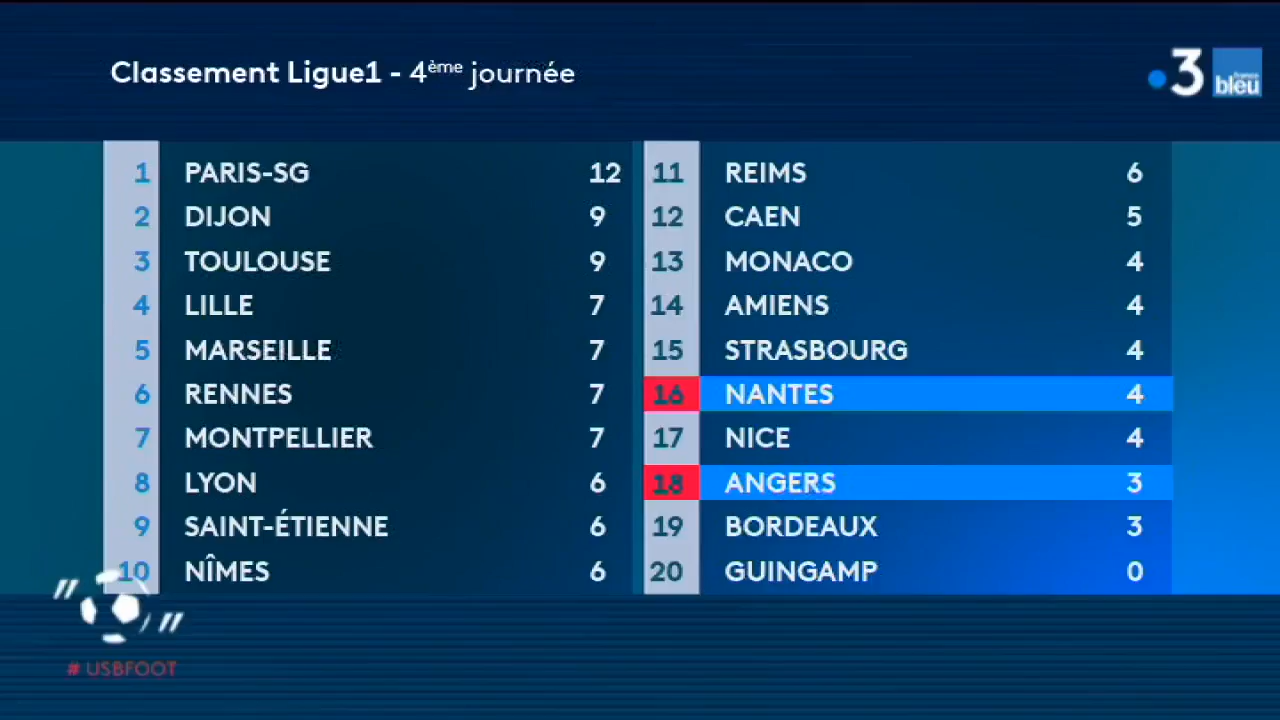 Classement Ligue1 - 4ème journée
3
france
bleu
1 PARIS-SG 12
2 DIJON 9
3 TOULOUSE 9
4 LILLE 7
5 MARSEILLE 7
6 RENNES 7
7 MONTPELLIER 7
8 LYON 6
9 SAINT-ÉTIENNE 6
10 NÎMES 6
11 REIMS 6
12 CAEN 5
13 MONACO 4
14 AMIENS 4
15 STRASBOURG 4
16 NANTES 4
17 NICE 4
18 ANGERS 3
19 BORDEAUX 3
20 GUINGAMP 0
# USBFOOT